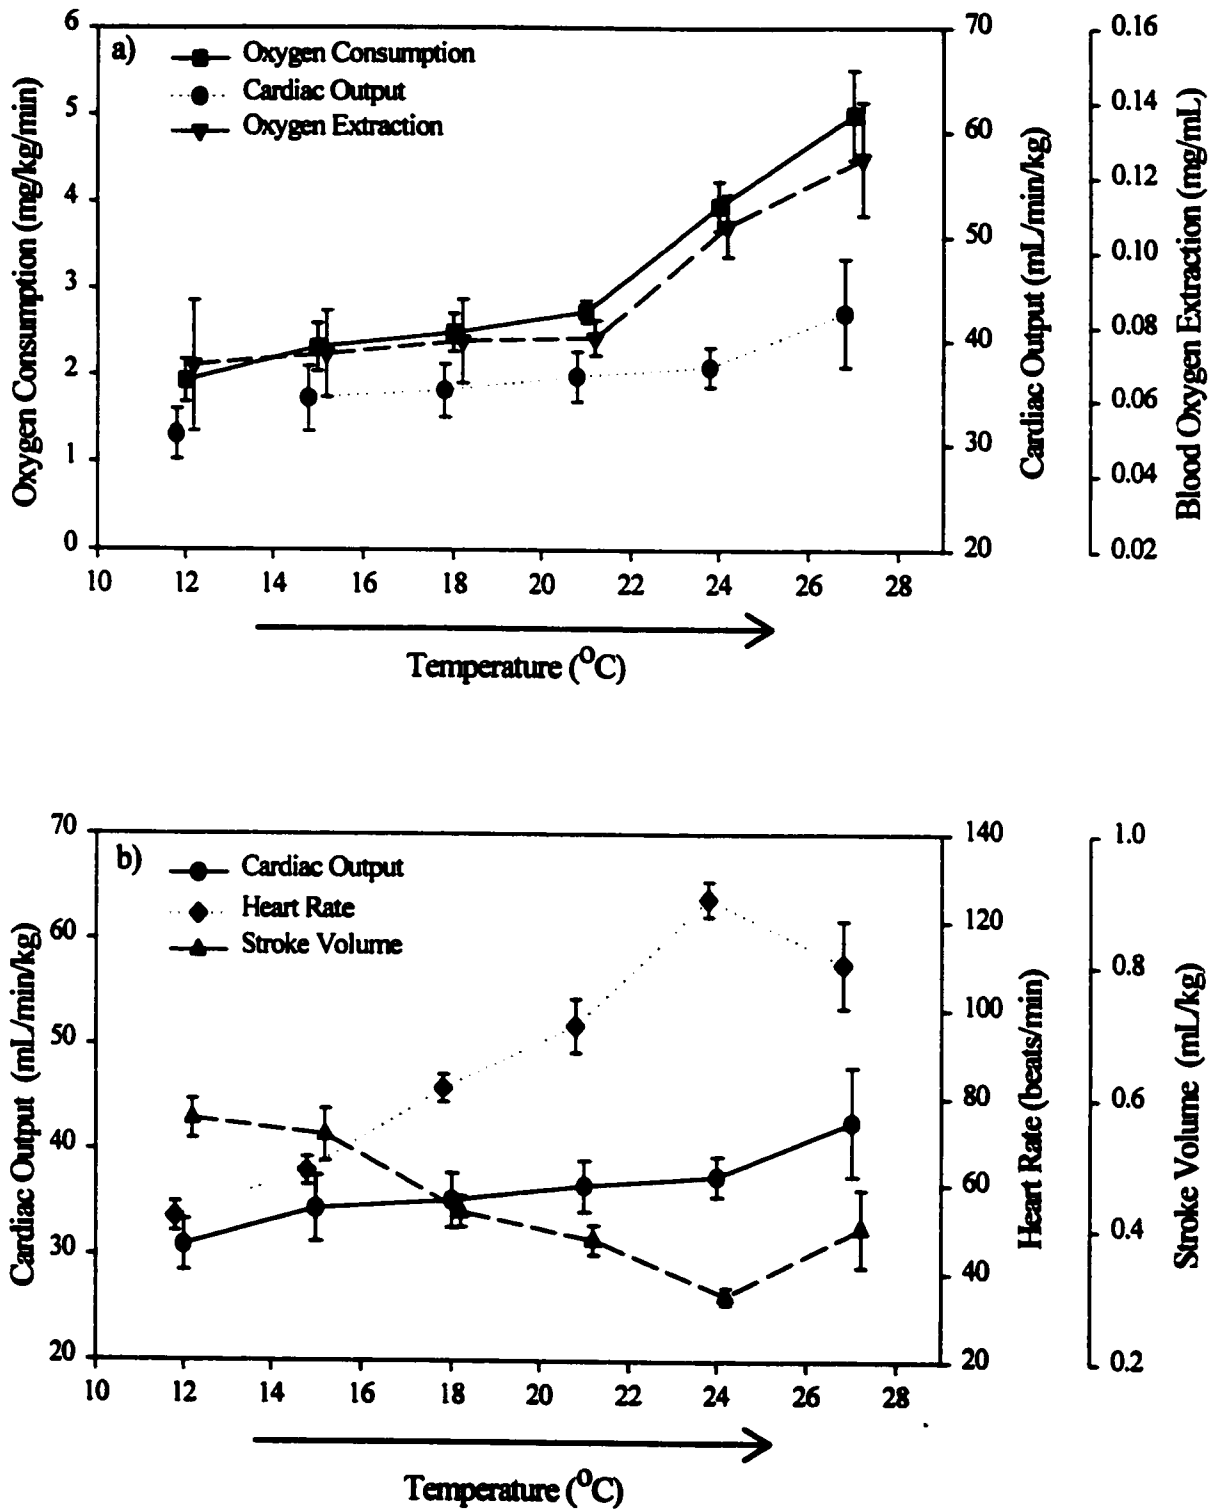 a)
Oxygen Consumption
Cardiac Output
Oxygen Extraction
Oxygen Consumption (mg/kg/min)
6
5
4
3
2
1
0
10 12 14 16 18 20 22 24 26 28
Cardiac Output (mL/min/kg)
70
60
50
40
30
20
Blood Oxygen Extraction (mg/mL)
0.16
0.14
0.12
0.10
0.08
0.06
0.04
0.02
Temperature (°C)
b)
Cardiac Output
Heart Rate
Stroke Volume
Cardiac Output (mL/min/kg)
70
60
50
40
30
20
10 12 14 16 18 20 22 24 26 28
Heart Rate (beats/min)
140
120
100
80
60
40
20
Stroke Volume (mL/kg)
1.0
0.8
0.6
0.4
0.2
Temperature (°C)